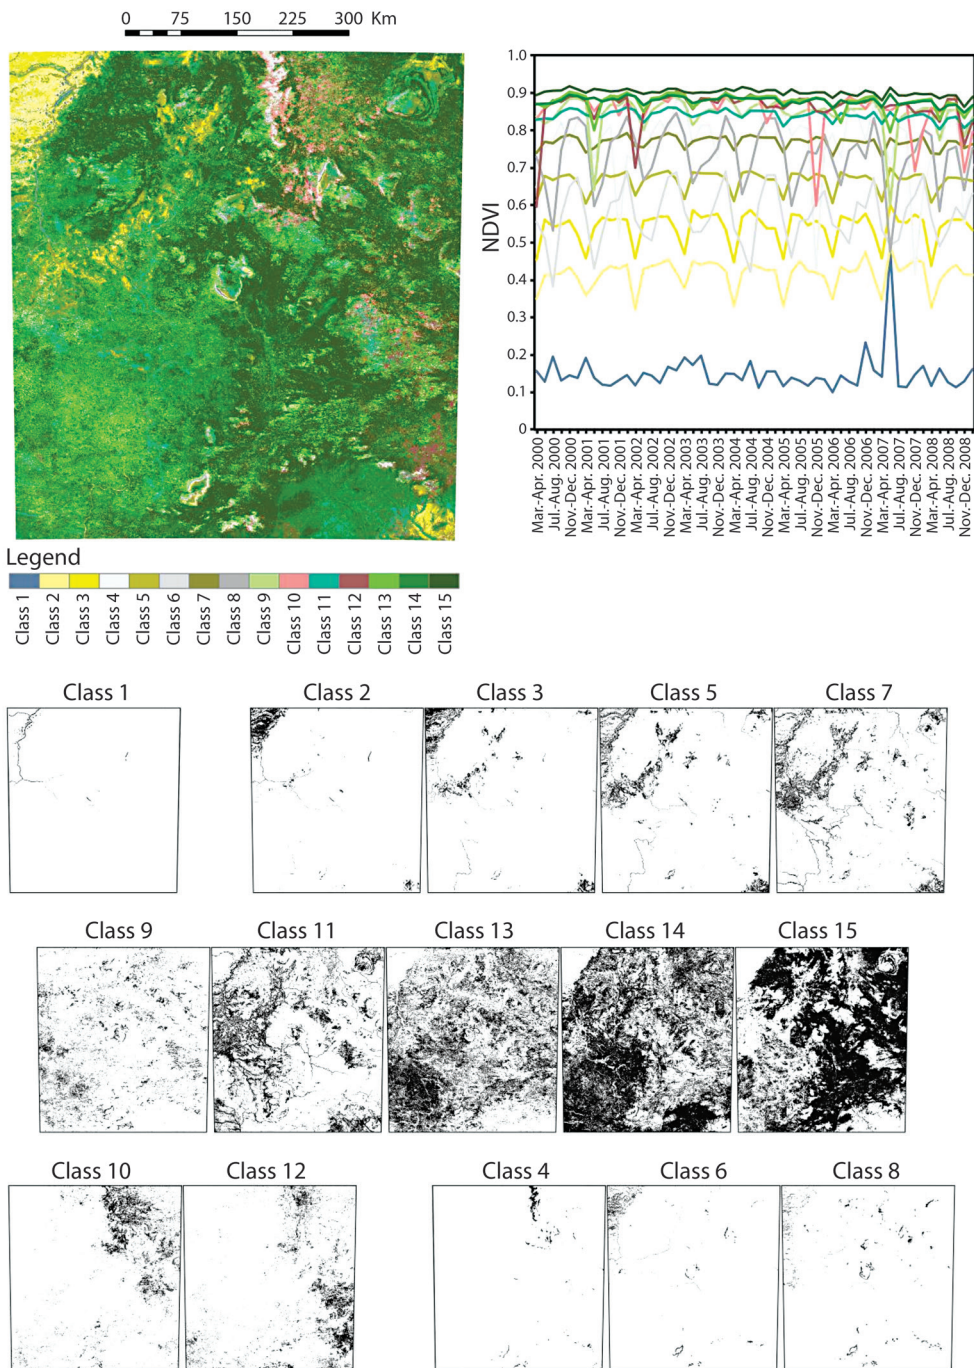 0 75 150 225 300 Km
1.0
0.9
0.8
0.7
0.6
0.5
0.4
0.3
0.2
0.1
0
NDVI
Mar.-Apr. 2000
Jul.-Aug. 2000
Nov-Dec. 2000
Mar.-Apr. 2001
Jul.-Aug. 2001
Nov-Dec. 2001
Mar.-Apr. 2002
Jul.-Aug. 2002
Nov-Dec. 2002
Mar.-Apr. 2003
Jul.-Aug. 2003
Nov-Dec. 2003
Mar.-Apr. 2004
Jul.-Aug. 2004
Nov-Dec. 2004
Mar.-Apr. 2005
Jul.-Aug. 2005
Nov-Dec. 2005
Mar.-Apr. 2006
Jul.-Aug. 2006
Nov-Dec. 2006
Mar.-Apr. 2007
Jul.-Aug. 2007
Nov-Dec. 2007
Mar.-Apr. 2008
Jul.-Aug. 2008
Nov-Dec. 2008
Legend
Class 1
Class 2
Class 3
Class 4
Class 5
Class 6
Class 7
Class 8
Class 9
Class 10
Class 11
Class 12
Class 13
Class 14
Class 15
Class 1 Class 2 Class 3 Class 5 Class 7
Class 9 Class 11 Class 13 Class 14 Class 15
Class 10 Class 12 Class 4 Class 6 Class 8